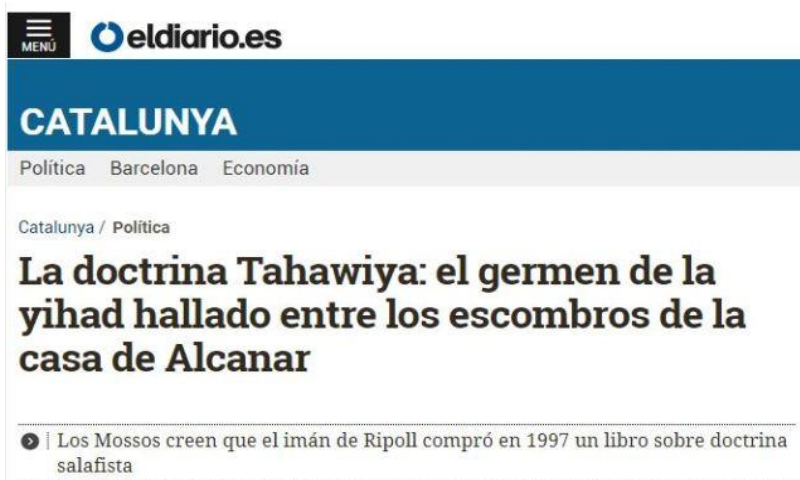 MENÚ
eldiario.es
CATALUNYA
Política Barcelona Economía
Catalunya / Política
La doctrina Tahawiya: el germen de la
yihad hallado entre los escombros de la
casa de Alcanar
Los Mossos creen que el imán de Ripoll compró en 1997 un libro sobre doctrina
salafista